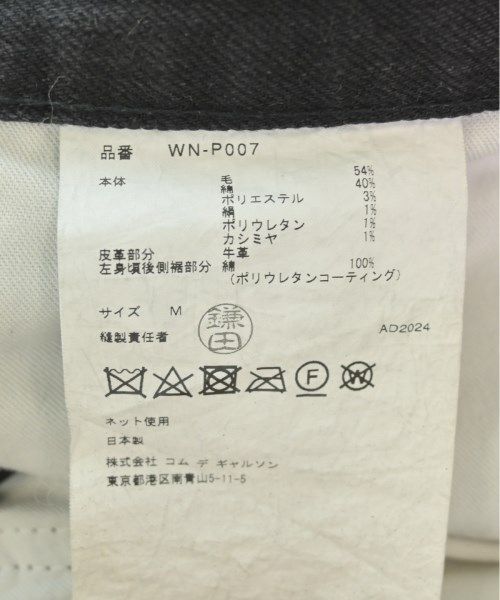 品番 WN-P007
本体 毛 54%
綿 40%
ポリエステル 3%
絹 1%
ポリウレタン 1%
カシミヤ 1%
皮革部分 牛革
左身頃後側裾部分 綿 100%
(ポリウレタンコーティング)
サイズ M
縫製責任者 鎌田 AD2024
F W
ネット使用
日本製
株式会社 コム デ ギャルソン
東京都港区南青山5-11-5